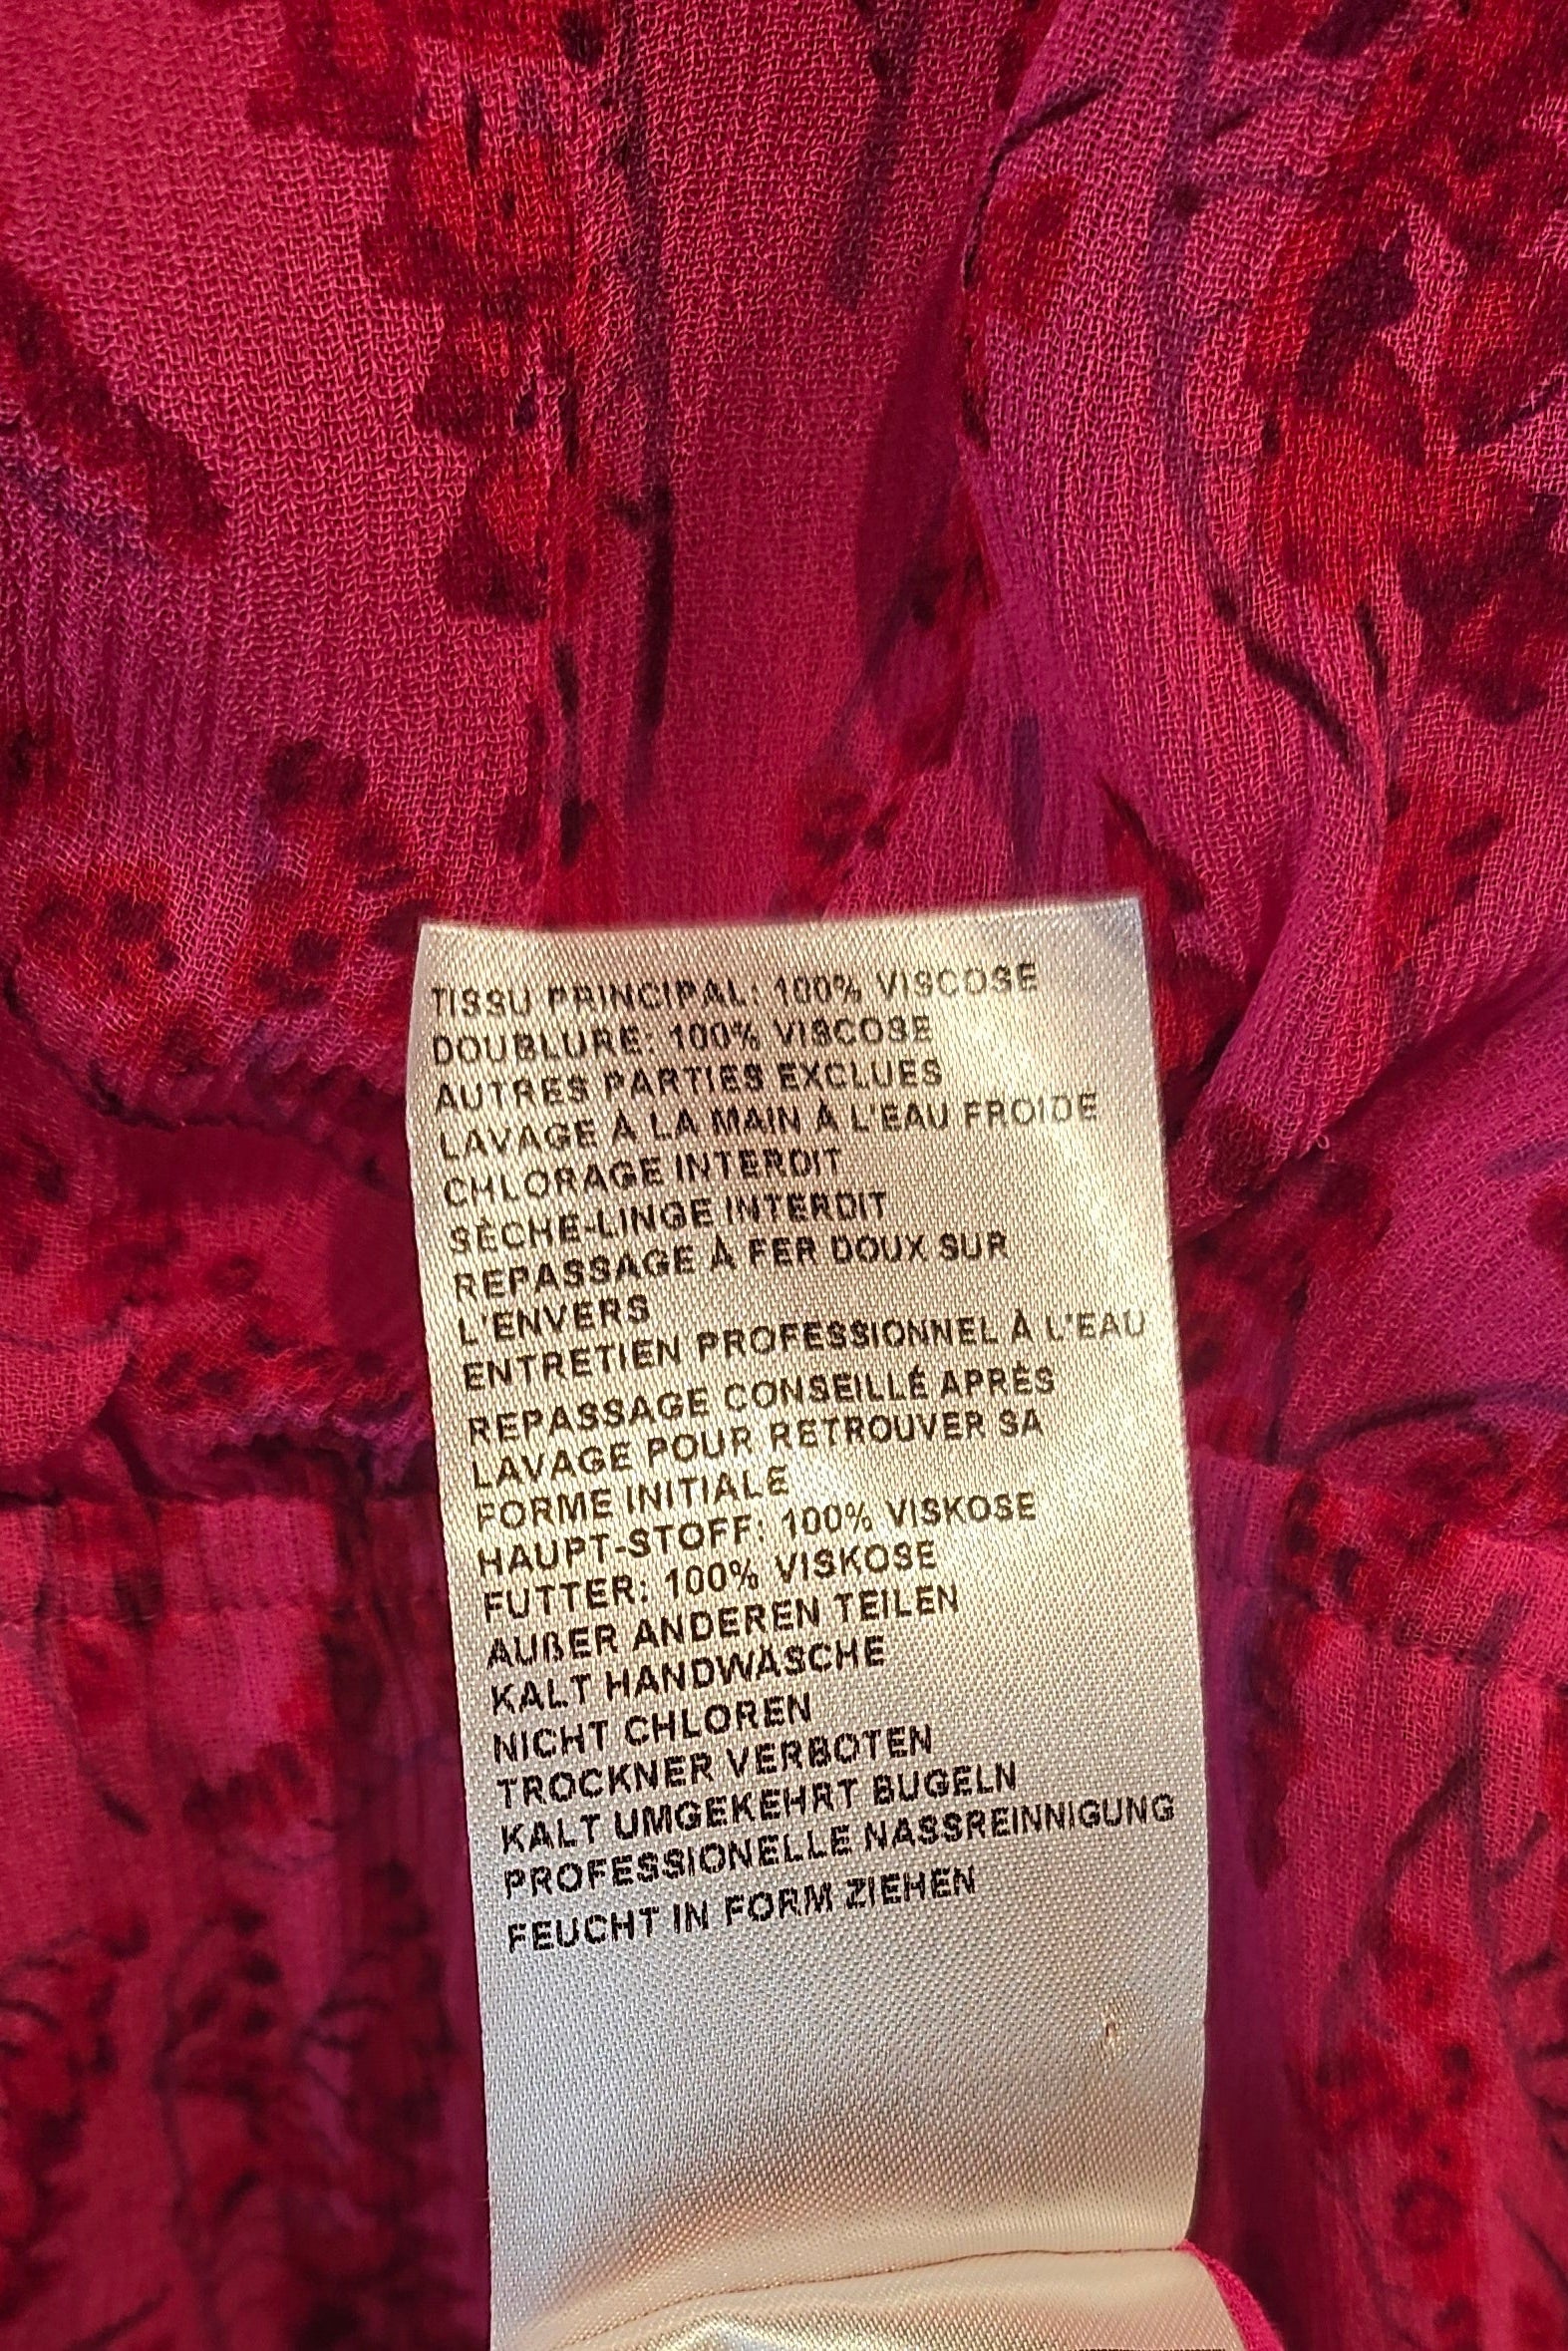 TISSU PRINCIPAL: 100% VISCOSE
DOUBLURE: 100% VISCOSE
AUTRES PARTIES EXCLUES
LAVAGE À LA MAIN À L'EAU FROIDE
CHLORAGE INTERDIT
SÈCHE-LINGE INTERDIT
REPASSAGE À FER DOUX SUR
L'ENVERS
ENTRETIEN PROFESSIONNEL À L'EAU
REPASSAGE CONSEILLÉ APRÈS
LAVAGE POUR RETROUVER SA
FORME INITIALE
HAUPT-STOFF: 100% VISKOSE
FUTTER: 100% VISKOSE
AUßER ANDEREN TEILEN
KALT HANDWÄSCHE
NICHT CHLOREN
TROCKNER VERBOTEN
KALT UMGEKEHRT BUGELN
PROFESSIONELLE NASSREINNIGUNG
FEUCHT IN FORM ZIEHEN